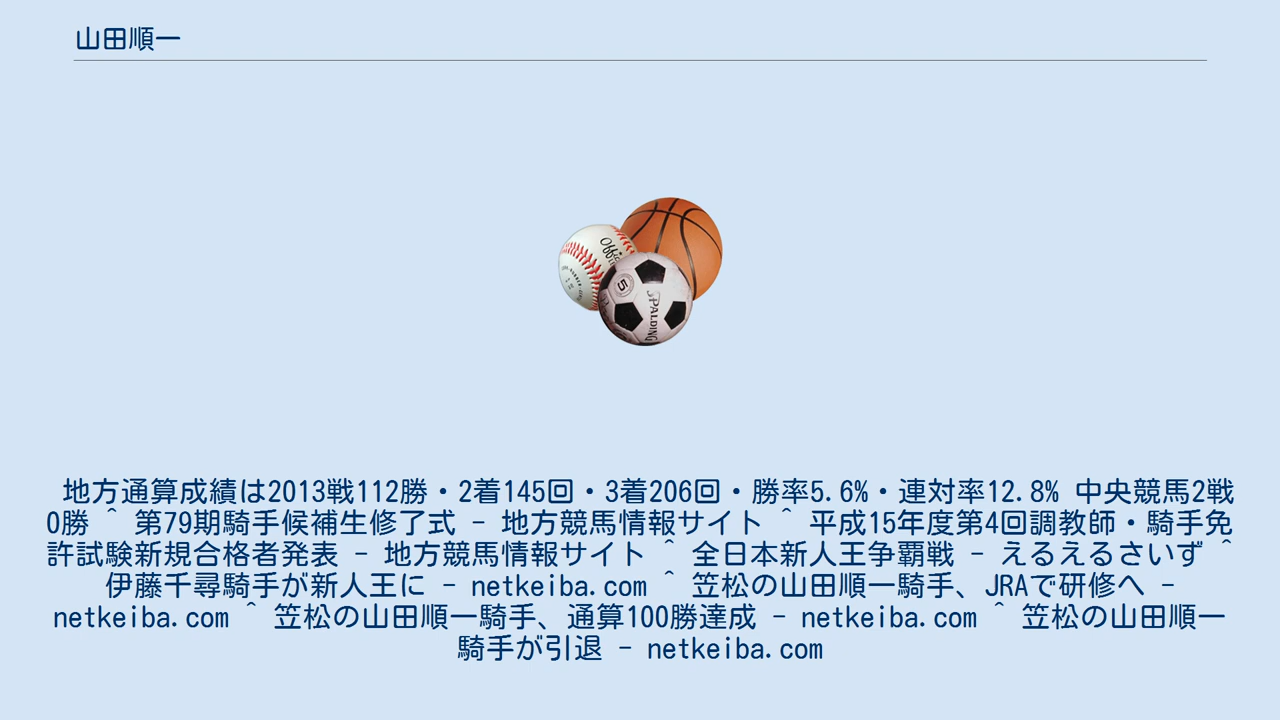 山田順一
Offic
5
SPALDING
地方通算成績は2013戦112勝・2着145回・3着206回・勝率5.6%・連対率12.8% 中央競馬2戦
0勝 ^ 第79期騎手候補生修了式 - 地方競馬情報サイト ^ 平成15年度第4回調教師・騎手免
許試験新規合格者発表 - 地方競馬情報サイト ^ 全日本新人王争覇戦 - えるえるさいず ^
伊藤千尋騎手が新人王に - netkeiba.com ^ 笠松の山田順一騎手、JRAで研修へ -
netkeiba.com ^ 笠松の山田順一騎手、通算100勝達成 - netkeiba.com ^ 笠松の山田順一
騎手が引退 - netkeiba.com